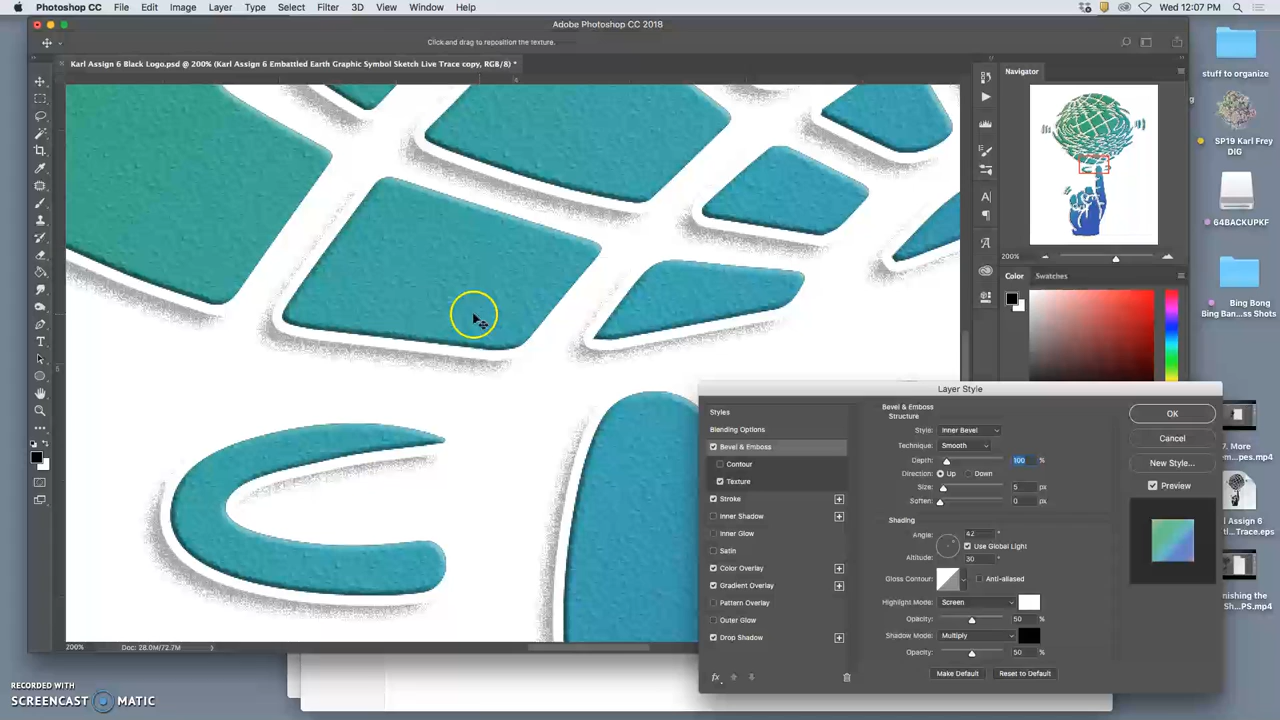 Photoshop CC File Edit Image Layer Type Select Filter 3D View Window Help Wed 12:07 PM
Adobe Photoshop CC 2018
Click and drag to reposition the texture.
Karl Assign 6 Black Logo.psd @ 200% (Karl Assign 6 Embattled Earth Graphic Symbol Sketch Live Trace copy, RGB/8) *
Navigator
200%
Color Swatches
stuff to organize
SP19 Karl Frey
DIG
64BACKUPKF
Bing Bong
Bing Ban...ss Shots
7. More
...pes.mp4
Assign 6
Trace.eps
nishing the
S...PS.mp4
Layer Style
Styles
Blending Options
Bevel & Emboss
Contour
Texture
Stroke
Inner Shadow
Inner Glow
Satin
Color Overlay
Gradient Overlay
Pattern Overlay
Outer Glow
Drop Shadow
fx
Bevel & Emboss
Structure
Style: Inner Bevel
Technique: Smooth
Depth: 100 %
Direction: Up Down
Size: 5 px
Soften: 0 px
Shading
Angle: 42 °
Use Global Light
Altitude: 30 °
Gloss Contour: Anti-aliased
Highlight Mode: Screen
Opacity: 50 %
Shadow Mode: Multiply
Opacity: 50 %
Make Default Reset to Default
OK
Cancel
New Style...
Preview
200% Doc: 28.0M/72.7M
RECORDED WITH
SCREENCAST MATIC